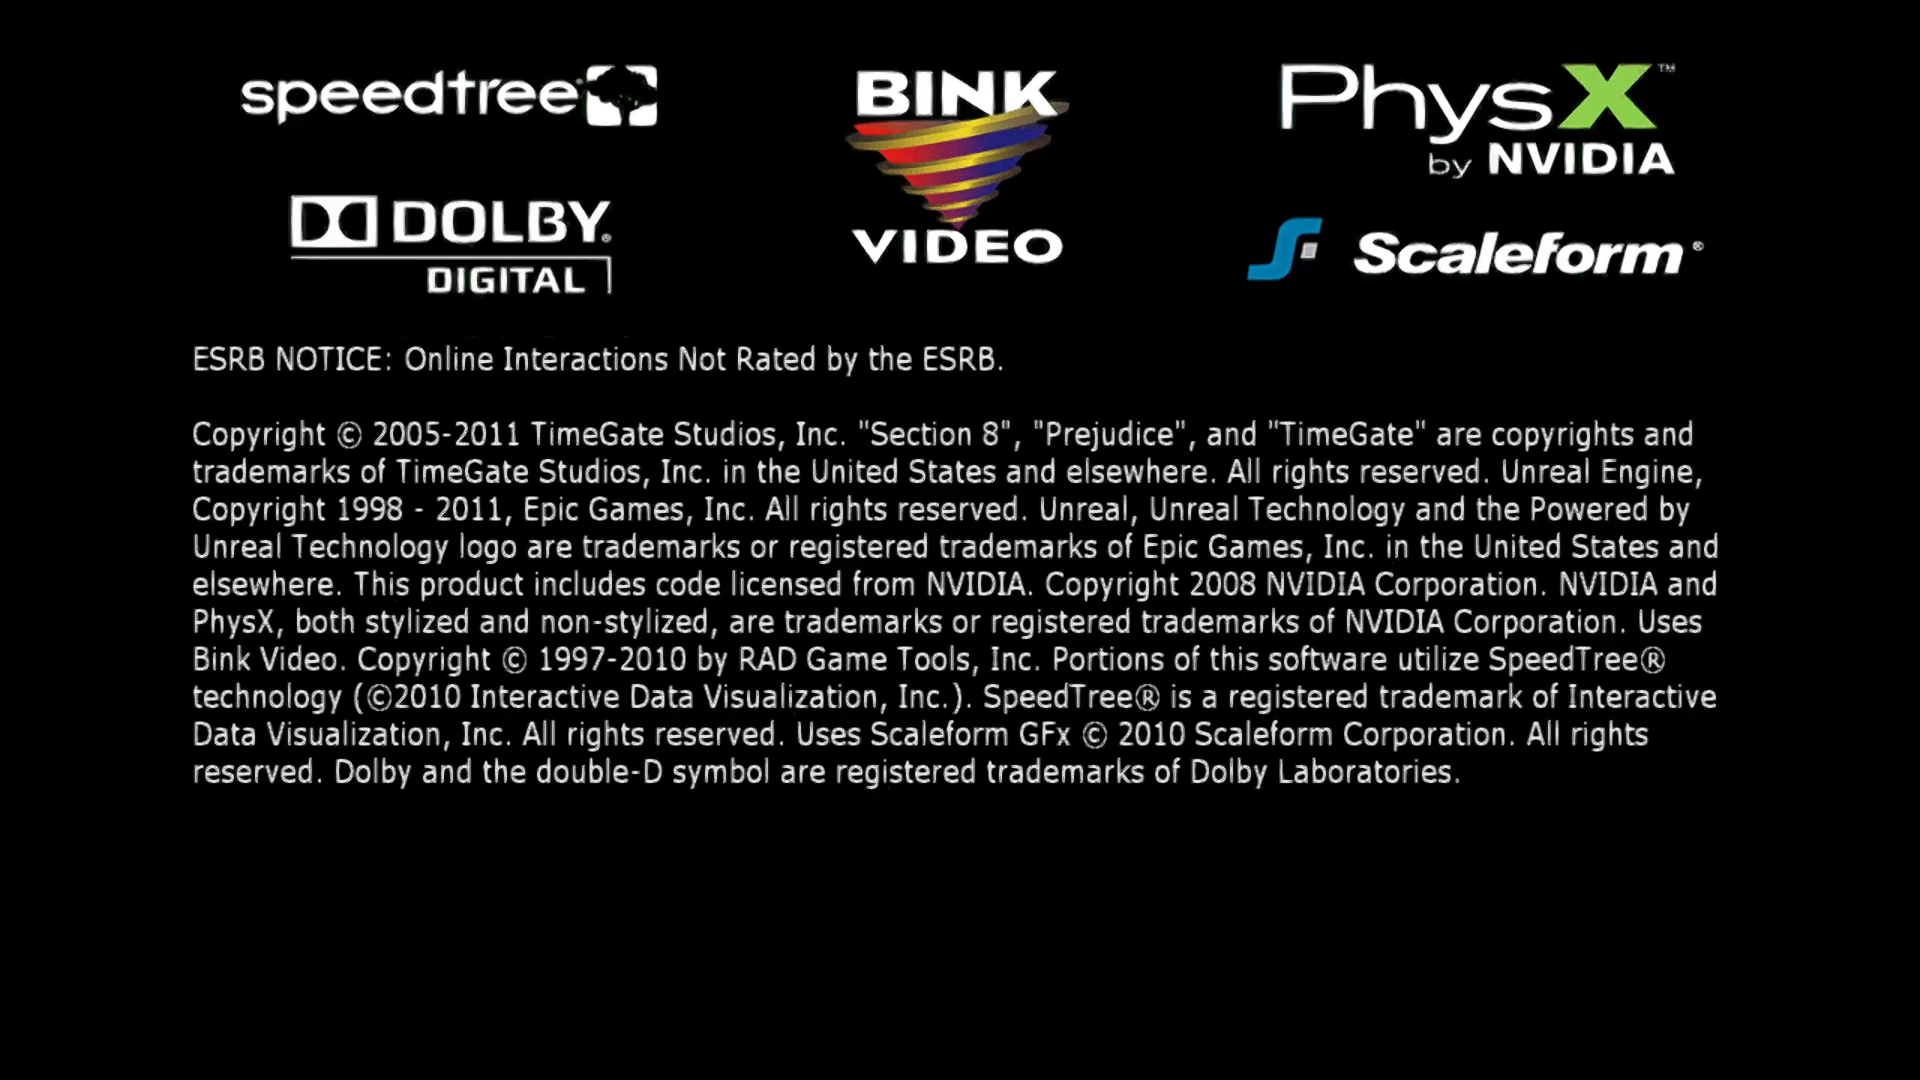 speedtree
BINK
VIDEO
PhysX™
by NVIDIA
DOLBY®
DIGITAL
Scaleform®
ESRB NOTICE: Online Interactions Not Rated by the ESRB.
Copyright © 2005-2011 TimeGate Studios, Inc. "Section 8", "Prejudice", and "TimeGate" are copyrights and
trademarks of TimeGate Studios, Inc. in the United States and elsewhere. All rights reserved. Unreal Engine,
Copyright 1998 - 2011, Epic Games, Inc. All rights reserved. Unreal, Unreal Technology and the Powered by
Unreal Technology logo are trademarks or registered trademarks of Epic Games, Inc. in the United States and
elsewhere. This product includes code licensed from NVIDIA. Copyright 2008 NVIDIA Corporation. NVIDIA and
PhysX, both stylized and non-stylized, are trademarks or registered trademarks of NVIDIA Corporation. Uses
Bink Video. Copyright © 1997-2010 by RAD Game Tools, Inc. Portions of this software utilize SpeedTree®
technology (©2010 Interactive Data Visualization, Inc.). SpeedTree® is a registered trademark of Interactive
Data Visualization, Inc. All rights reserved. Uses Scaleform GFx © 2010 Scaleform Corporation. All rights
reserved. Dolby and the double-D symbol are registered trademarks of Dolby Laboratories.